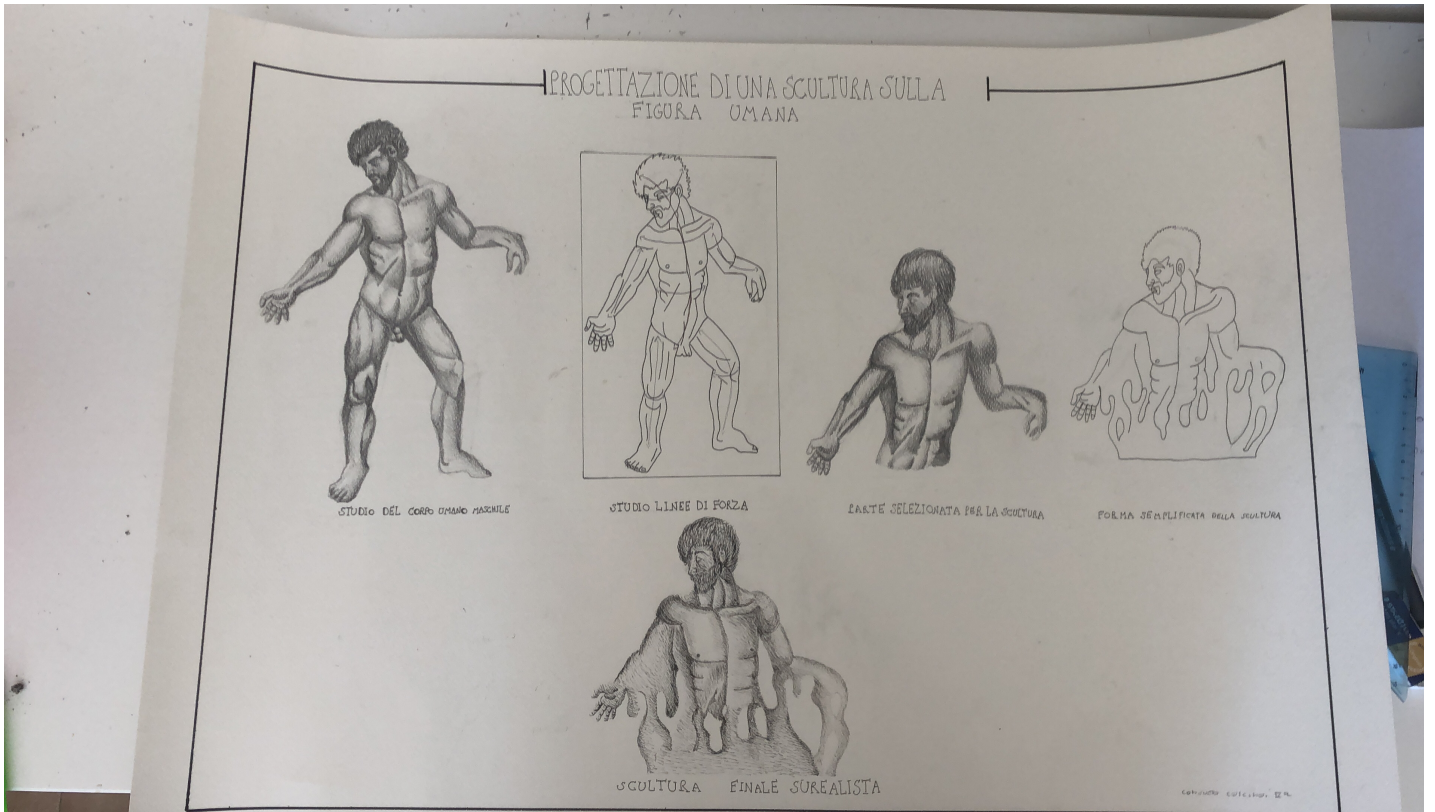 PROGETTAZIONE DI UNA SCULTURA SULLA
FIGURA UMANA
STUDIO DEL CORPO UMANO MASCHILE
STUDIO LINEE DI FORZA
PARTE SELEZIONATA PER LA SCULTURA
FORMA SEMPLIFICATA DELLA SCULTURA
SCULTURA FINALE SUREALISTA